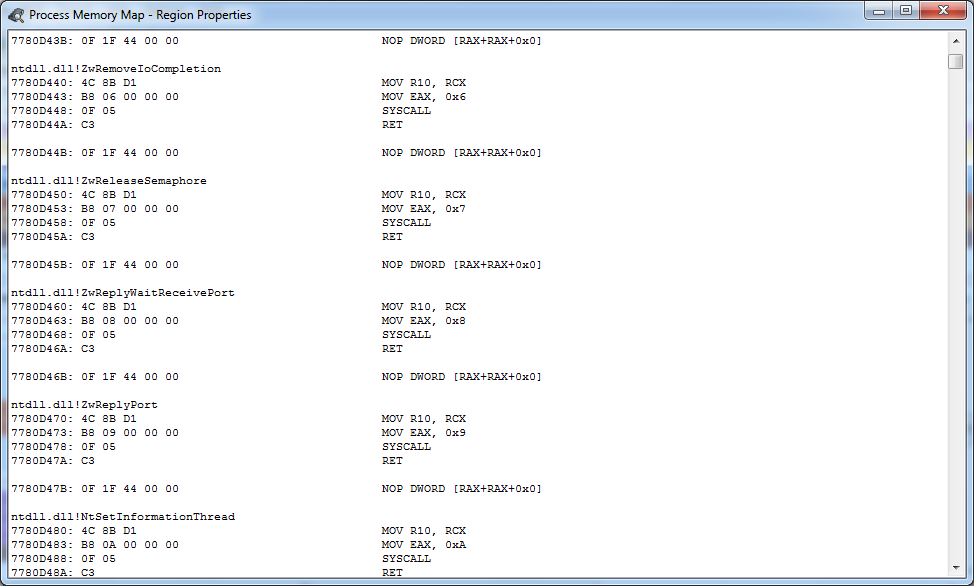 Process Memory Map - Region Properties
7780D43B: 0F 1F 44 00 00 NOP DWORD [RAX+RAX+0x0]
ntdll.dll!ZwRemoveIoCompletion
7780D440: 4C 8B D1 MOV R10, RCX
7780D443: B8 06 00 00 00 MOV EAX, 0x6
7780D448: 0F 05 SYSCALL
7780D44A: C3 RET
7780D44B: 0F 1F 44 00 00 NOP DWORD [RAX+RAX+0x0]
ntdll.dll!ZwReleaseSemaphore
7780D450: 4C 8B D1 MOV R10, RCX
7780D453: B8 07 00 00 00 MOV EAX, 0x7
7780D458: 0F 05 SYSCALL
7780D45A: C3 RET
7780D45B: 0F 1F 44 00 00 NOP DWORD [RAX+RAX+0x0]
ntdll.dll!ZwReplyWaitReceivePort
7780D460: 4C 8B D1 MOV R10, RCX
7780D463: B8 08 00 00 00 MOV EAX, 0x8
7780D468: 0F 05 SYSCALL
7780D46A: C3 RET
7780D46B: 0F 1F 44 00 00 NOP DWORD [RAX+RAX+0x0]
ntdll.dll!ZwReplyPort
7780D470: 4C 8B D1 MOV R10, RCX
7780D473: B8 09 00 00 00 MOV EAX, 0x9
7780D478: 0F 05 SYSCALL
7780D47A: C3 RET
7780D47B: 0F 1F 44 00 00 NOP DWORD [RAX+RAX+0x0]
ntdll.dll!NtSetInformationThread
7780D480: 4C 8B D1 MOV R10, RCX
7780D483: B8 0A 00 00 00 MOV EAX, 0xA
7780D488: 0F 05 SYSCALL
7780D48A: C3 RET